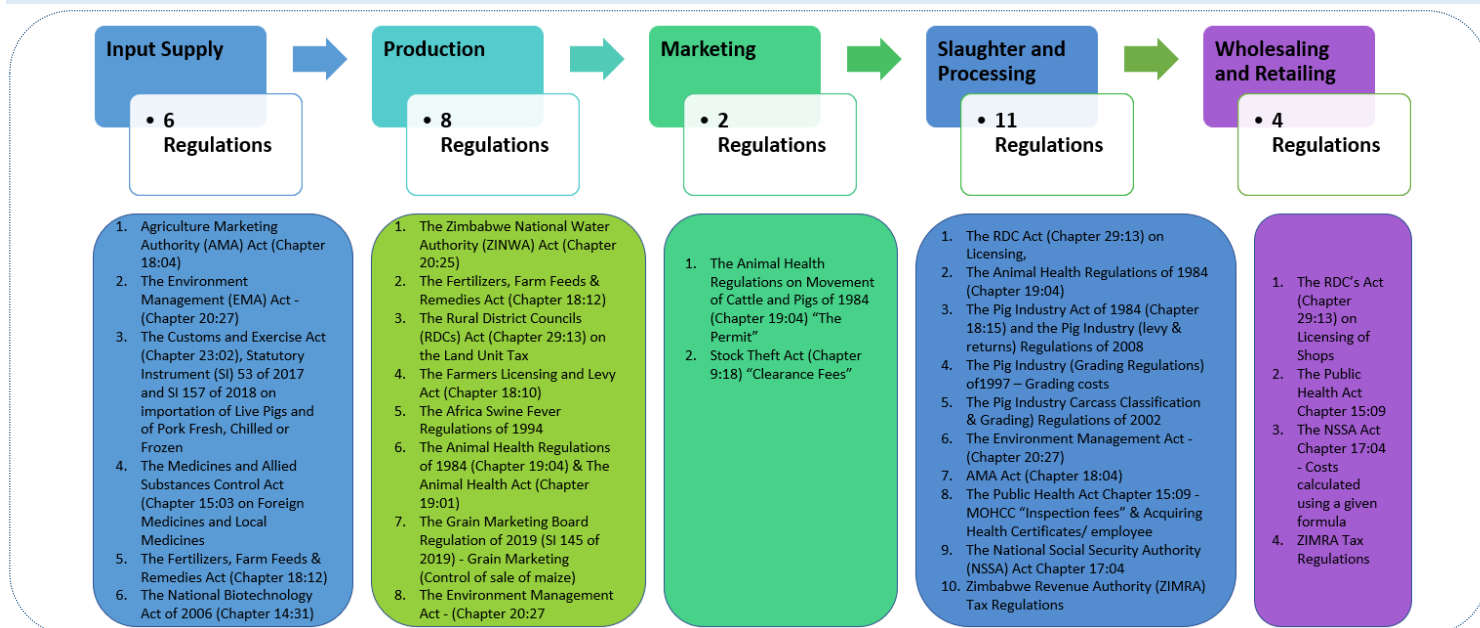 Input Supply
• 6
Regulations
Production
• 8
Regulations
Marketing
• 2
Regulations
Slaughter and
Processing
• 11
Regulations
Wholesaling
and Retailing
• 4
Regulations
1. Agriculture Marketing
Authority (AMA) Act (Chapter
18:04)
2. The Environment
Management (EMA) Act -
(Chapter 20:27)
3. The Customs and Exercise Act
(Chapter 23:02), Statutory
Instrument (SI) 53 of 2017
and SI 157 of 2018 on
importation of Live Pigs and
of Pork Fresh, Chilled or
Frozen
4. The Medicines and Allied
Substances Control Act
(Chapter 15:03 on Foreign
Medicines and Local
Medicines
5. The Fertilizers, Farm Feeds &
Remedies Act (Chapter 18:12)
6. The National Biotechnology
Act of 2006 (Chapter 14:31)
1. The Zimbabwe National Water
Authority (ZINWA) Act (Chapter
20:25)
2. The Fertilizers, Farm Feeds &
Remedies Act (Chapter 18:12)
3. The Rural District Councils
(RDCs) Act (Chapter 29:13) on
the Land Unit Tax
4. The Farmers Licensing and Levy
Act (Chapter 18:10)
5. The Africa Swine Fever
Regulations of 1994
6. The Animal Health Regulations
of 1984 (Chapter 19:04) & The
Animal Health Act (Chapter
19:01)
7. The Grain Marketing Board
Regulation of 2019 (SI 145 of
2019) - Grain Marketing
(Control of sale of maize)
8. The Environment Management
Act - (Chapter 20:27
1. The Animal Health
Regulations on Movement
of Cattle and Pigs of 1984
(Chapter 19:04) “The
Permit”
2. Stock Theft Act (Chapter
9:18) “Clearance Fees”
1. The RDC Act (Chapter 29:13) on
Licensing,
2. The Animal Health Regulations of 1984
(Chapter 19:04)
3. The Pig Industry Act of 1984 (Chapter
18:15) and the Pig Industry (levy &
returns) Regulations of 2008
4. The Pig Industry (Grading Regulations)
of1997 – Grading costs
5. The Pig Industry Carcass Classification
& Grading) Regulations of 2002
6. The Environment Management Act -
(Chapter 20:27)
7. AMA Act (Chapter 18:04)
8. The Public Health Act Chapter 15:09 -
MOHCC “Inspection fees” & Acquiring
Health Certificates/ employee
9. The National Social Security Authority
(NSSA) Act Chapter 17:04
10. Zimbabwe Revenue Authority (ZIMRA)
Tax Regulations
1. The RDC’s Act
(Chapter
29:13) on
Licensing of
Shops
2. The Public
Health Act
Chapter 15:09
3. The NSSA Act
Chapter 17:04
- Costs
calculated
using a given
formula
4. ZIMRA Tax
Regulations